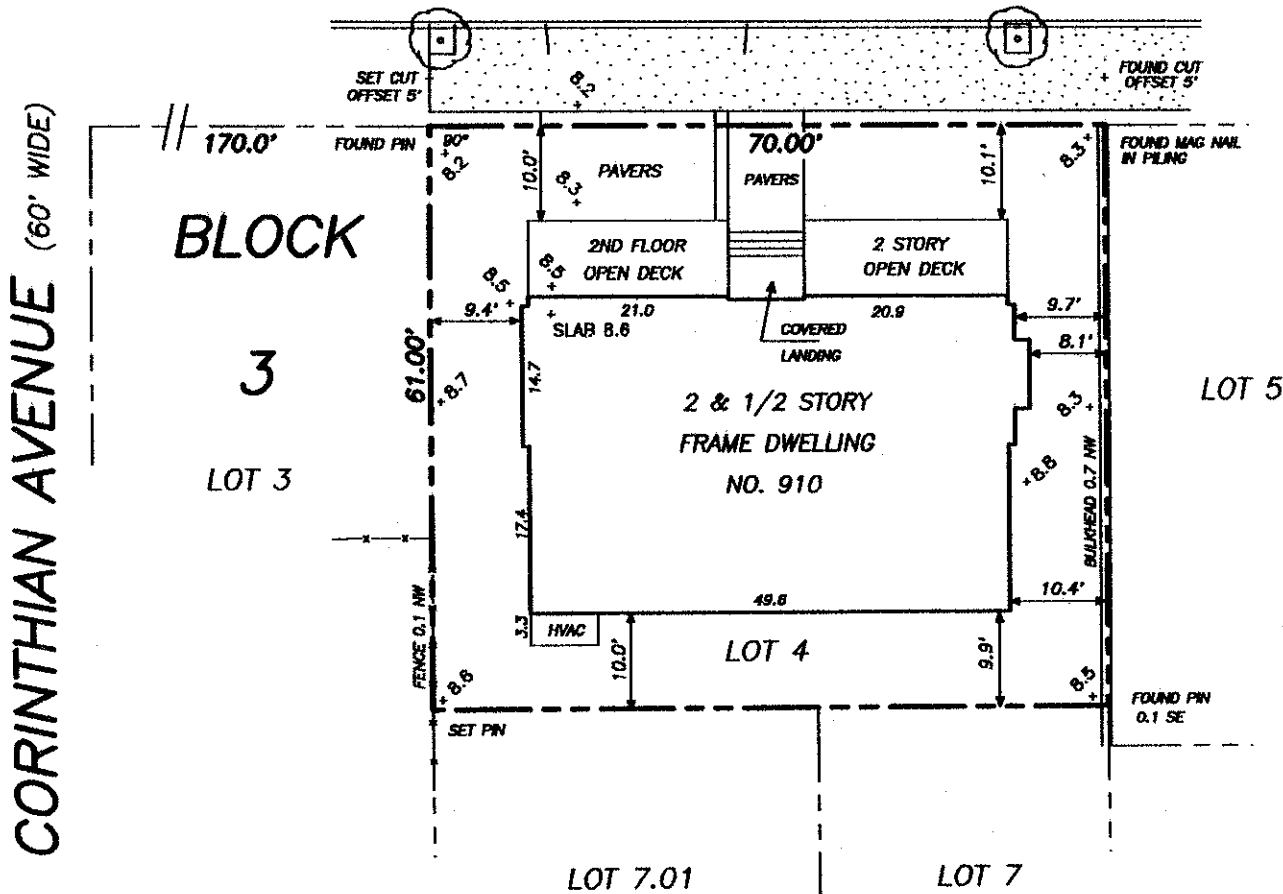 SET CUT
OFFSET 5'
8.2
FOUND CUT
OFFSET 5'
CORINTHIAN AVENUE (60' WIDE)
170.0'
FOUND PIN
90°
8.2
70.00'
8.3
FOUND MAG NAIL
IN PILING
10.0'
8.3
PAVERS
PAVERS
10.1'
BLOCK
3
LOT 3
2ND FLOOR
OPEN DECK
2 STORY
OPEN DECK
8.5
8.5
9.4'
21.0
20.9
9.7'
SLAB 8.6
COVERED
LANDING
8.1'
61.00'
8.7
14.7
8.3
LOT 5
2 & 1/2 STORY
FRAME DWELLING
NO. 910
8.8
BULKHEAD 0.7 NW
17.4
49.6
10.4'
FENCE 0.1 NW
3.3
HVAC
10.0'
LOT 4
9.9'
8.6
8.5
SET PIN
FOUND PIN
0.1 SE
LOT 7.01
LOT 7